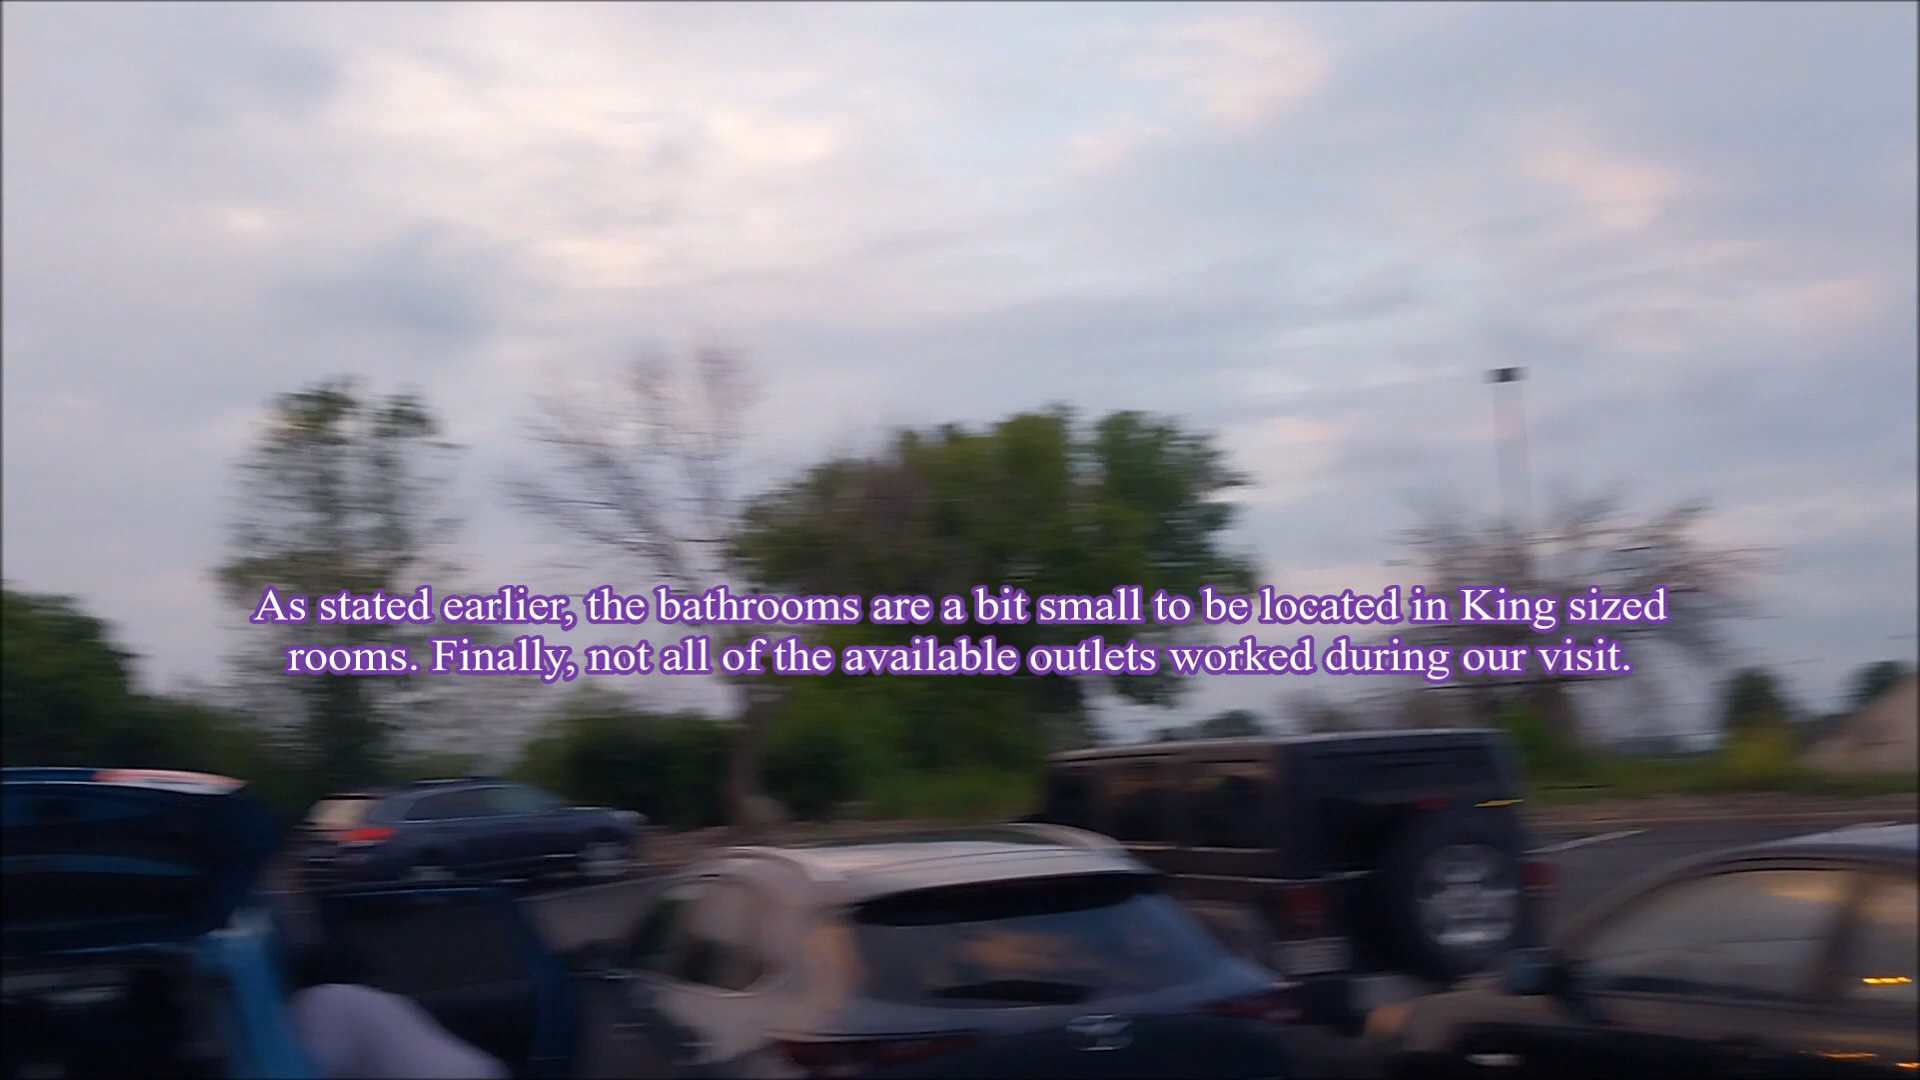 As stated earlier, the bathrooms are a bit small to be located in King sized
rooms. Finally, not all of the available outlets worked during our visit.